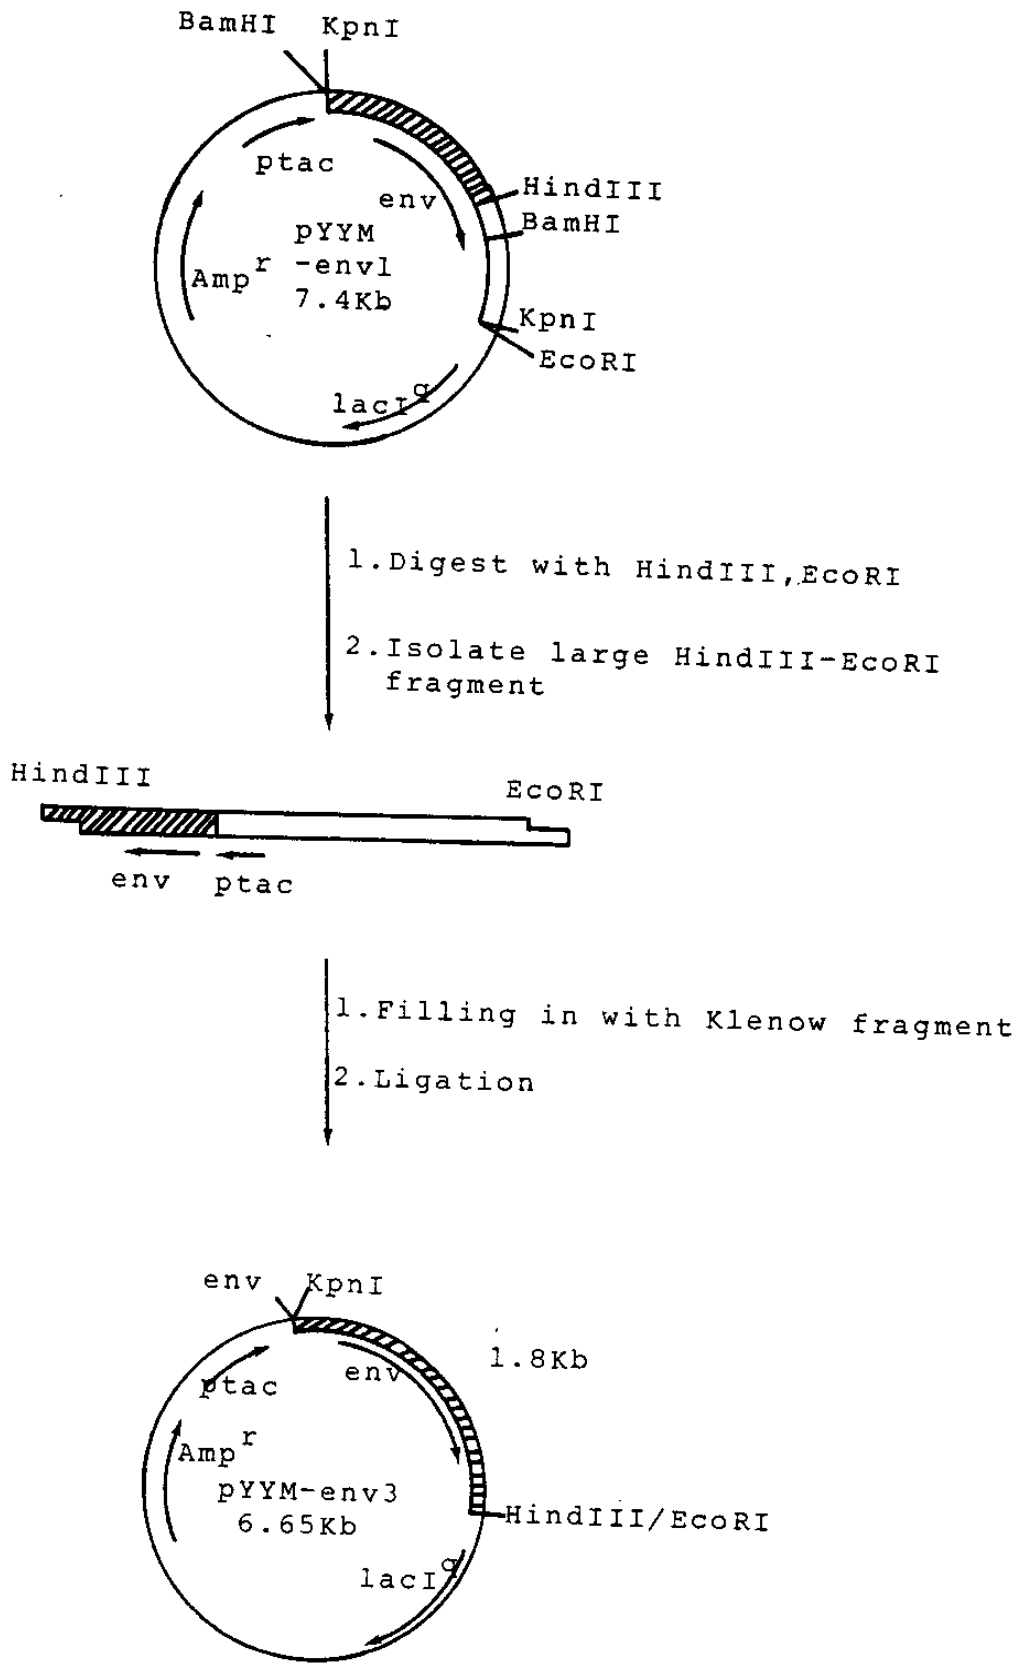 BamHI KpnI
ptac
HindIII
env
BamHI
pYYM
-env1
Amp r
7.4Kb
KpnI
EcoRI
lacI q
1.Digest with HindIII,EcoRI
2.Isolate large HindIII-EcoRI
fragment
HindIII
EcoRI
env ptac
1.Filling in with Klenow fragment
2.Ligation
env KpnI
1.8Kb
env
ptac
Amp r
pYYM-env3
6.65Kb
HindIII/EcoRI
lacI q